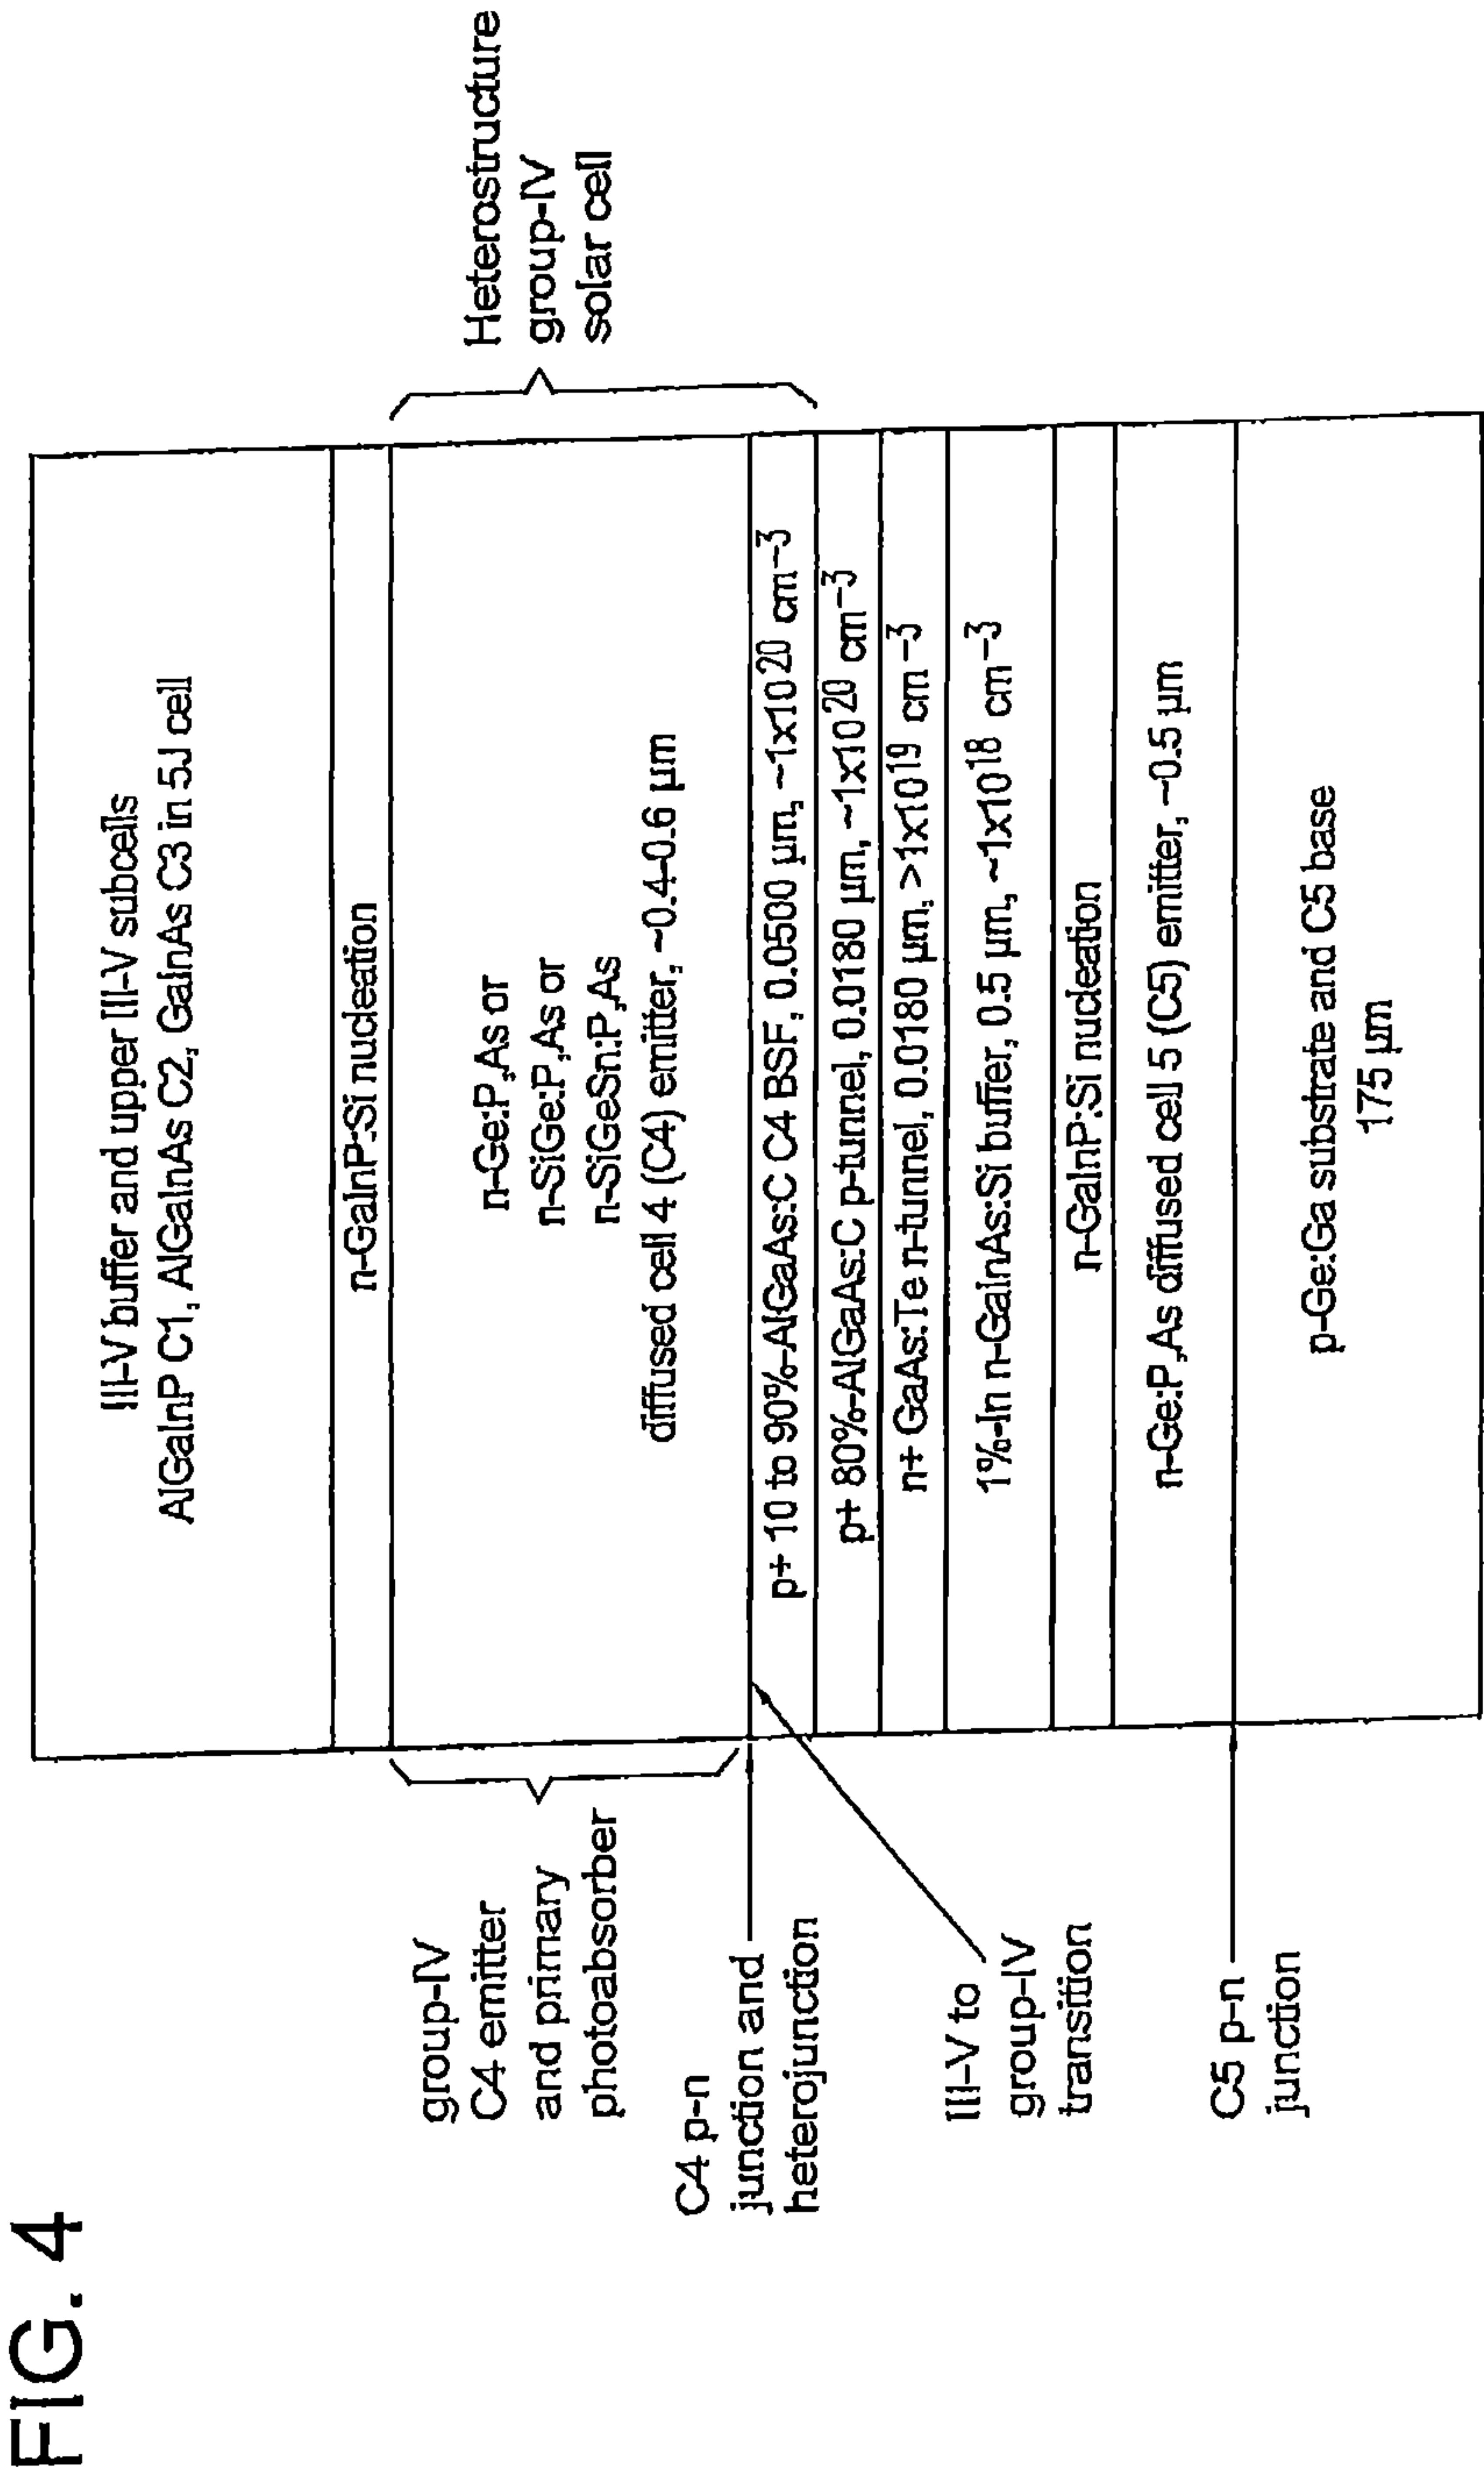 FIG. 4
III-V buffer and upper III-V subcells
AlGaInP C1, AlGaInAs C2, GaInAs C3 in 5J cell
n-GaInP:Si nucleation
n-Ge:P,As or
n-SiGe:P,As or
n-SiGeSn:P,As
diffused cell 4 (C4) emitter, ~0.4-0.6 µm
p+ 10 to 90%-AlGaAs:C C4 BSF, 0.0500 µm, ~1x10^20 cm^-3
p+ 80%-AlGaAs:C p-tunnel, 0.0180 µm, ~1x10^20 cm^-3
n+ GaAs:Te n-tunnel, 0.0180 µm, >1x10^19 cm^-3
1%-In n-GaInAs:Si buffer, 0.5 µm, ~1x10^18 cm^-3
n-GaInP:Si nucleation
n-Ge:P,As diffused cell 5 (C5) emitter, ~0.5 µm
p-Ge:Ga substrate and C5 base
175 µm
group-IV
C4 emitter
and primary
photoabsorber
C4 p-n
junction and
heterojunction
III-V to
group-IV
transition
C5 p-n
junction
Heterostructure
group-IV
solar cell